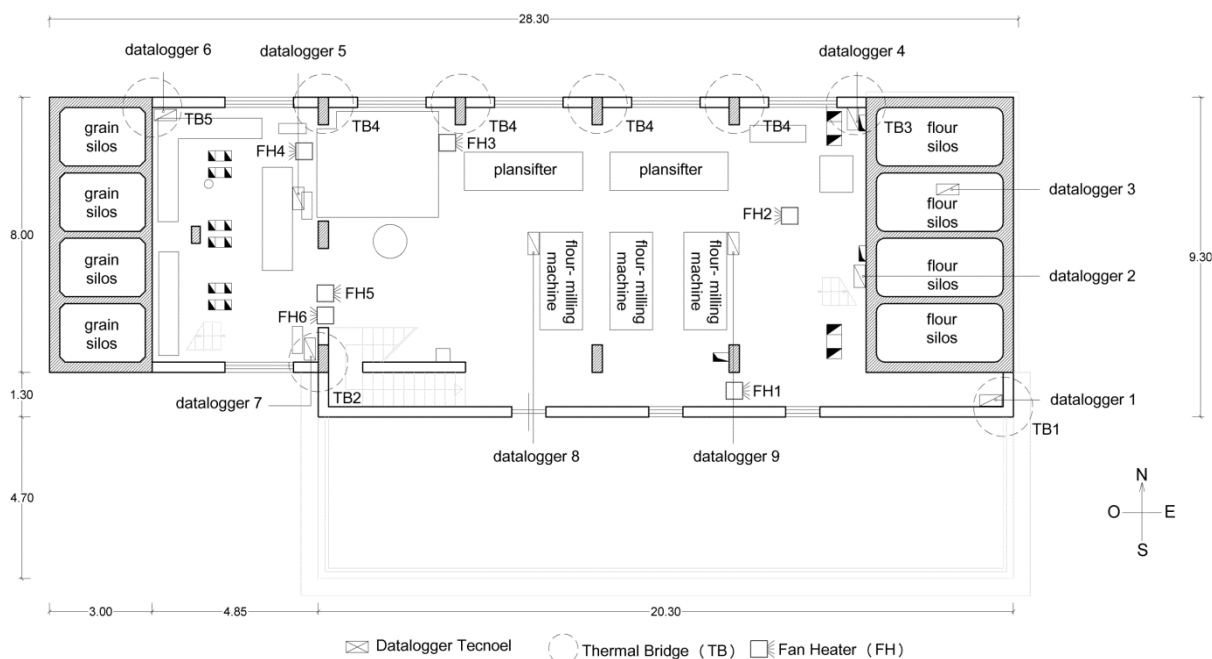 28.30
datalogger 6
datalogger 5
datalogger 4
TB5
TB4
TB4
TB4
TB4
TB3
grain
silos
FH4
FH3
plansifter
plansifter
flour
silos
datalogger 3
grain
silos
FH2
flour
silos
8.00
9.30
grain
silos
flour- milling
machine
flour- milling
machine
flour- milling
machine
flour
silos
datalogger 2
FH5
FH6
grain
silos
flour
silos
1.30
datalogger 7
TB2
FH1
datalogger 1
TB1
datalogger 8
datalogger 9
4.70
N
O
E
S
3.00
4.85
20.30
Datalogger Tecnoel
Thermal Bridge ( TB )
Fan Heater ( FH )